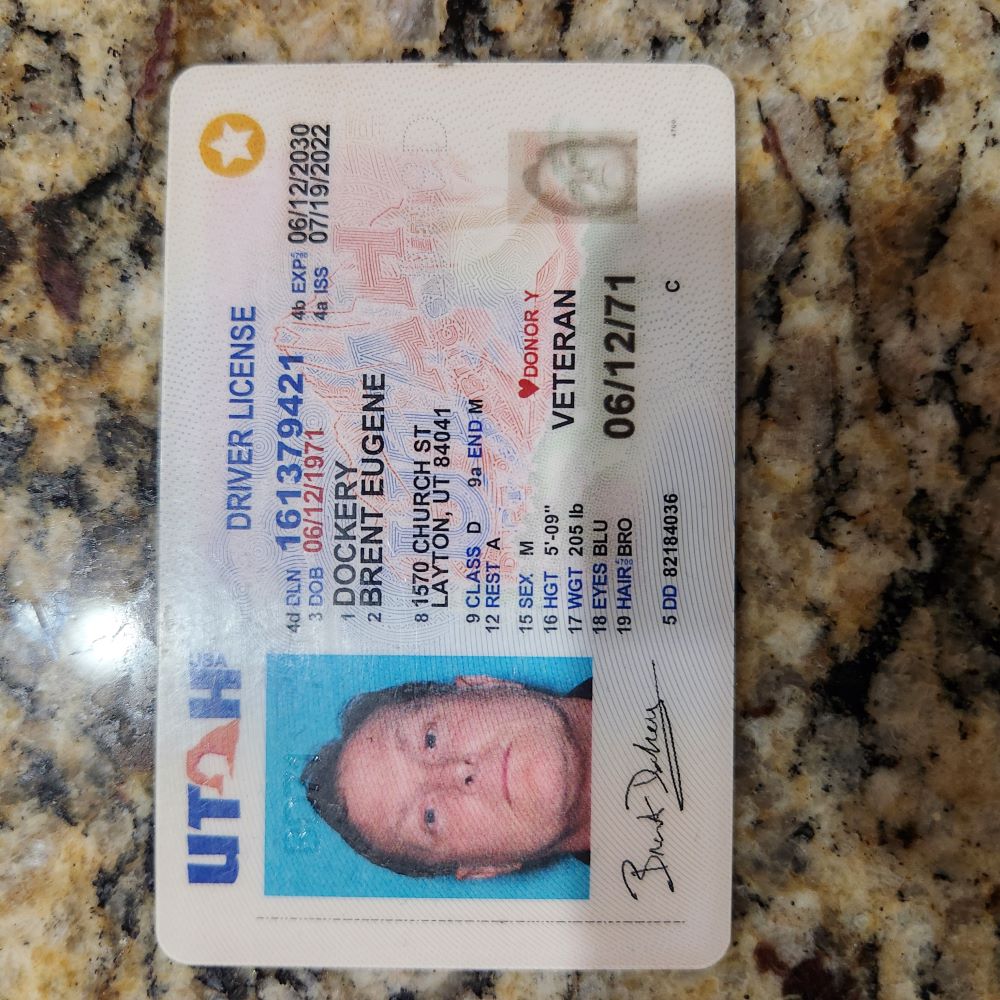 UTAH USA
DRIVER LICENSE
4d DLN 161379421
3 DOB 06/12/1971
4b EXP 06/12/2030
4a ISS 07/19/2022
1 DOCKERY
2 BRENT EUGENE
8 1570 CHURCH ST
LAYTON, UT 84041
9 CLASS D 9a END M
12 REST A
15 SEX M
16 HGT 5'-09"
17 WGT 205 lb
18 EYES BLU
19 HAIR BRO
DONOR Y
VETERAN
06/12/71
5 DD 82184036
C
Brent Dockery
UTAH